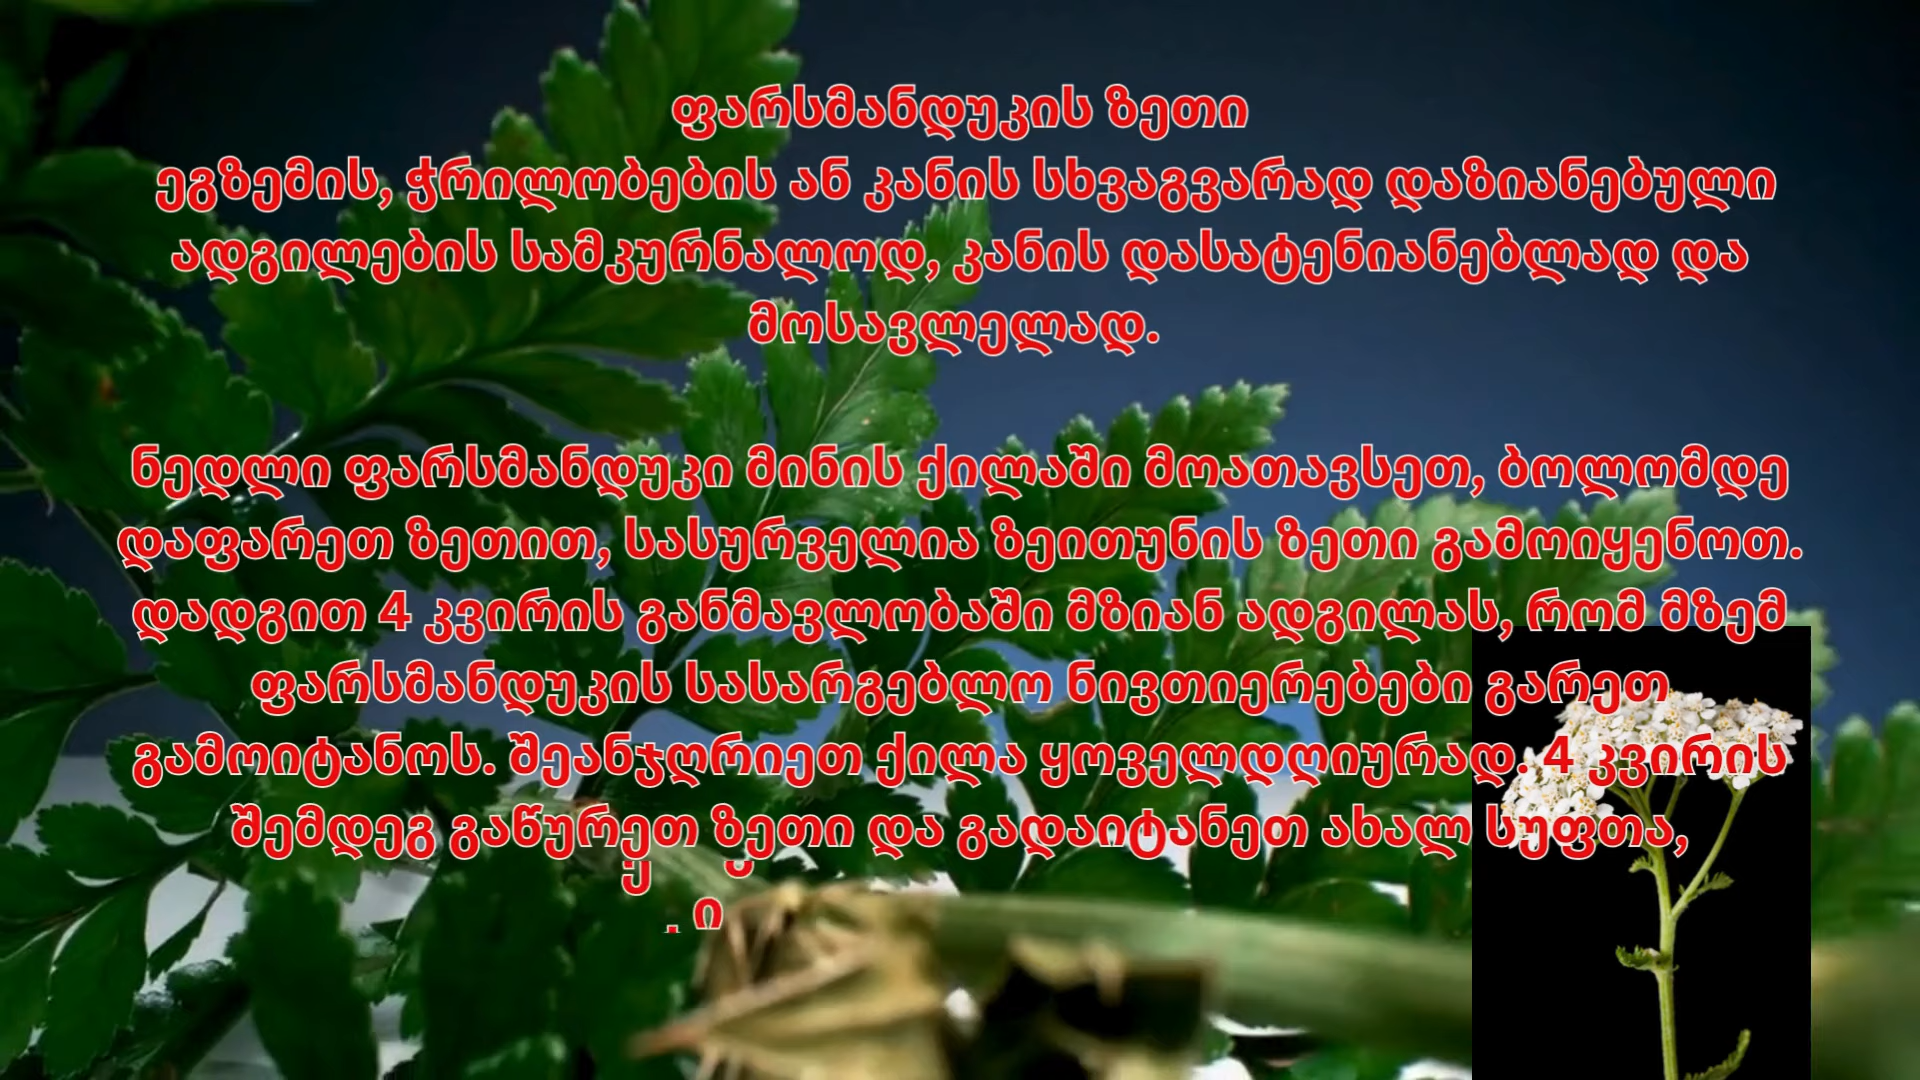 ფარსმანდუკის ზეთი
ეგზემის, ჭრილობების ან კანის სხვაგვარად დაზიანებული
ადგილების სამკურნალოდ, კანის დასატენიანებლად და
მოსავლელად.
ნედლი ფარსმანდუკი მინის ქილაში მოათავსეთ, ბოლომდე
დაფარეთ ზეთით, სასურველია ზეითუნის ზეთი გამოიყენოთ.
დადგით 4 კვირის განმავლობაში მზიან ადგილას, რომ მზემ
ფარსმანდუკის სასარგებლო ნივთიერებები გარეთ
გამოიტანოს. შეანჯღრიეთ ქილა ყოველდღიურად. 4 კვირის
შემდეგ გაწურეთ ზეთი და გადაიტანეთ ახალ სუფთა,